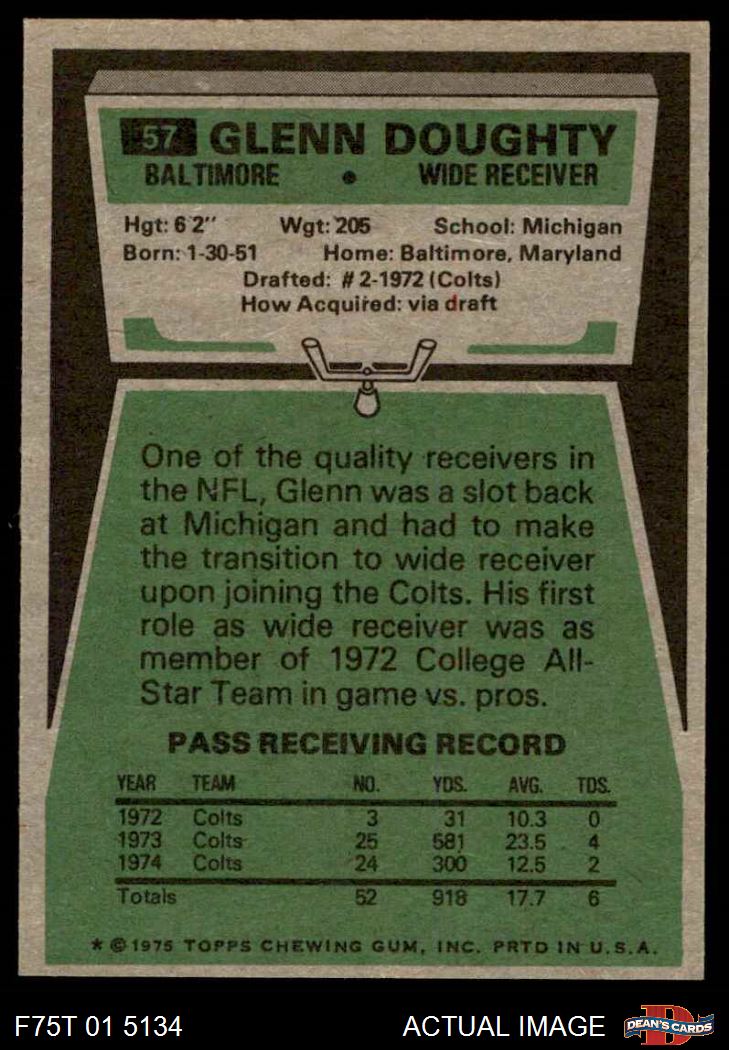 57 GLENN DOUGHTY
BALTIMORE • WIDE RECEIVER
Hgt: 6 2" Wgt: 205 School: Michigan
Born: 1-30-51 Home: Baltimore, Maryland
Drafted: # 2-1972 (Colts)
How Acquired: via draft
One of the quality receivers in
the NFL, Glenn was a slot back
at Michigan and had to make
the transition to wide receiver
upon joining the Colts. His first
role as wide receiver was as
member of 1972 College All-
Star Team in game vs. pros.
PASS RECEIVING RECORD
YEAR TEAM NO. YDS. AVG. TDS.
1972 Colts 3 31 10.3 0
1973 Colts 25 581 23.5 4
1974 Colts 24 300 12.5 2
Totals 52 918 17.7 6
* © 1975 TOPPS CHEWING GUM, INC. PRTD IN U.S.A.
F75T 01 5134 ACTUAL IMAGE D DEAN'S CARDS